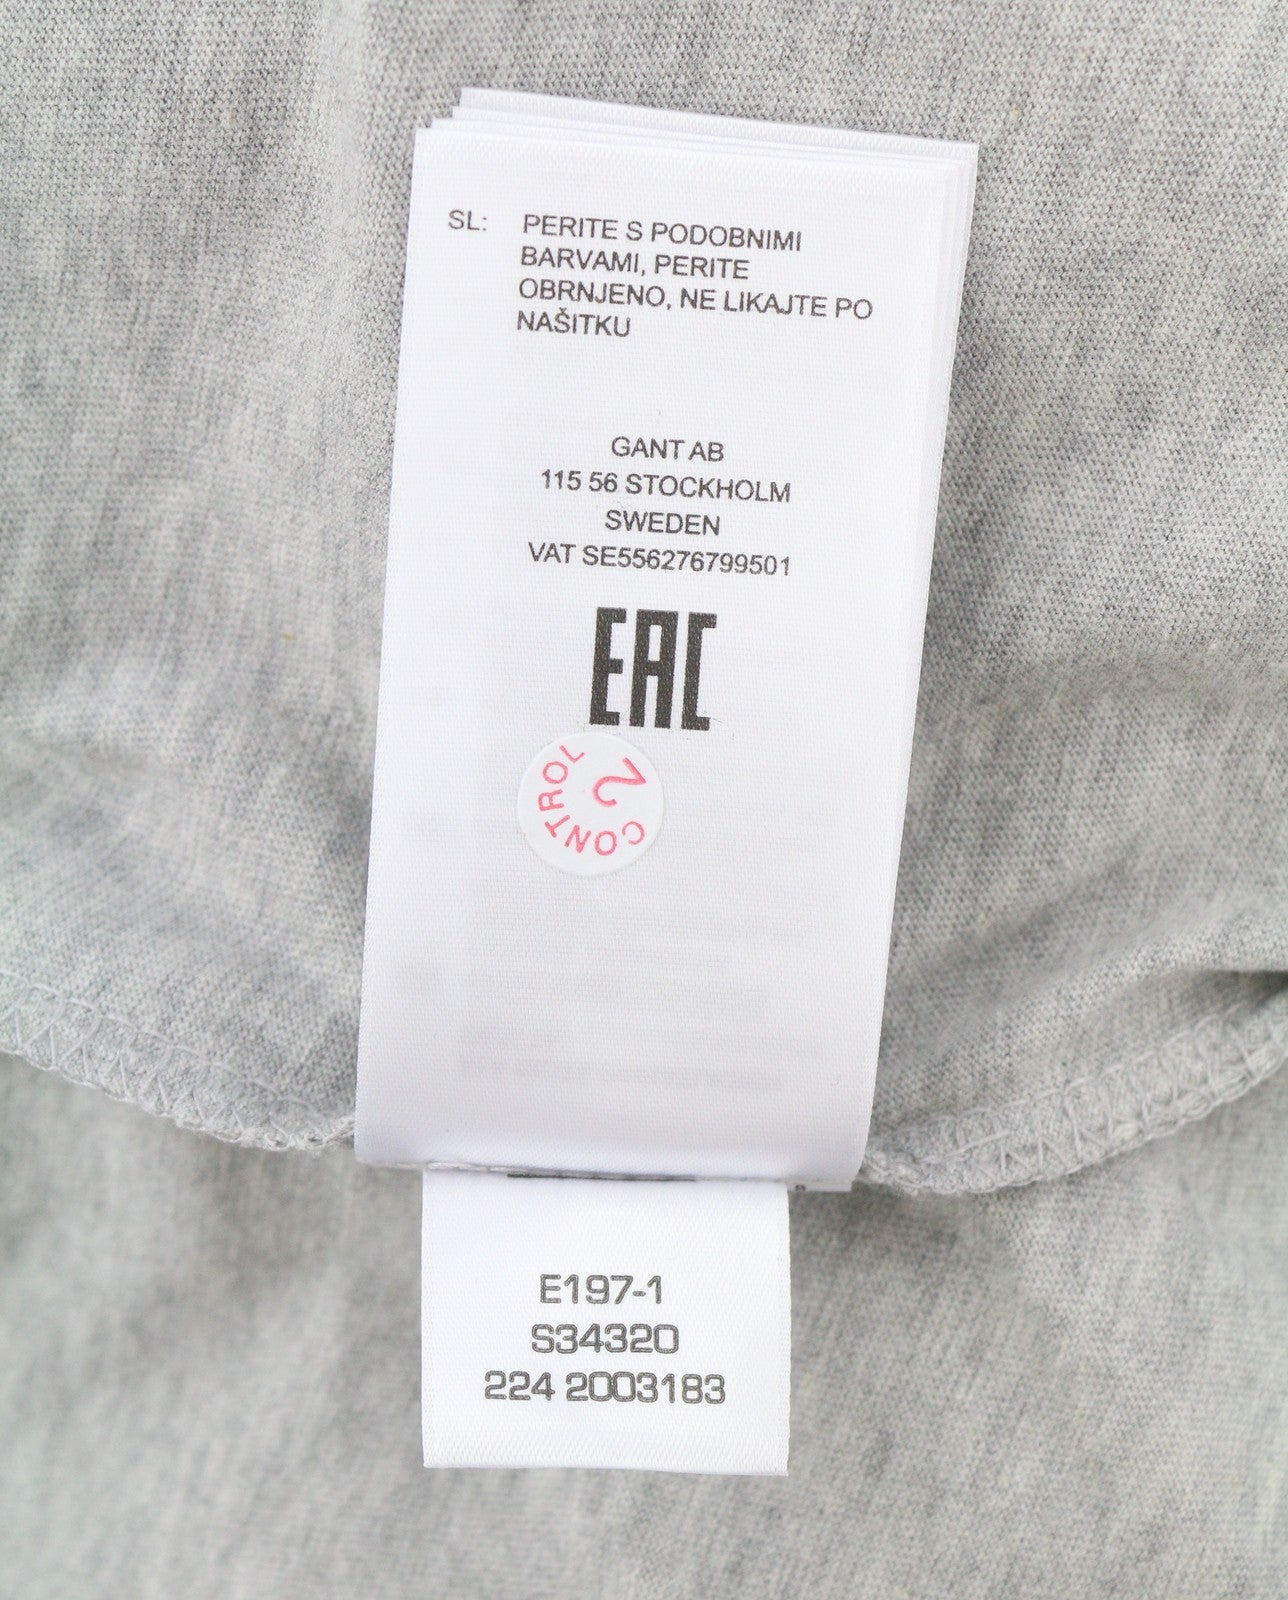 SL: PERITE S PODOBNIMI
BARVAMI, PERITE
OBRNJENO, NE LIKAJTE PO
NAŠITKU
GANT AB
115 56 STOCKHOLM
SWEDEN
VAT SE556276799501
EAC
CONTROL
2
E197-1
S34320
224 2003183